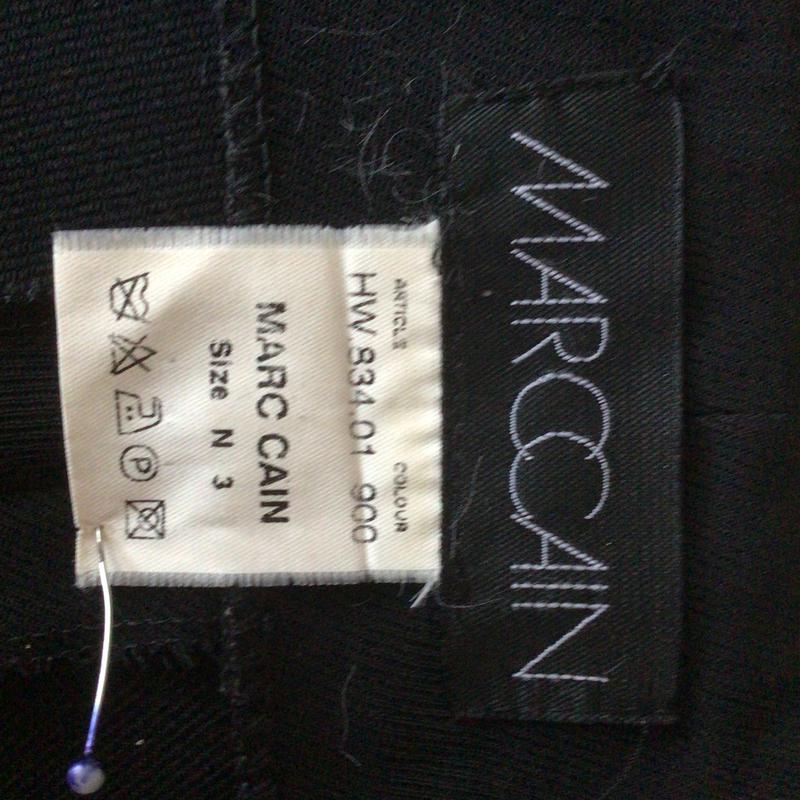 MARCCAIN
ARTICLE COLOUR
HW 834.01 900
MARC CAIN
Size N 3
P